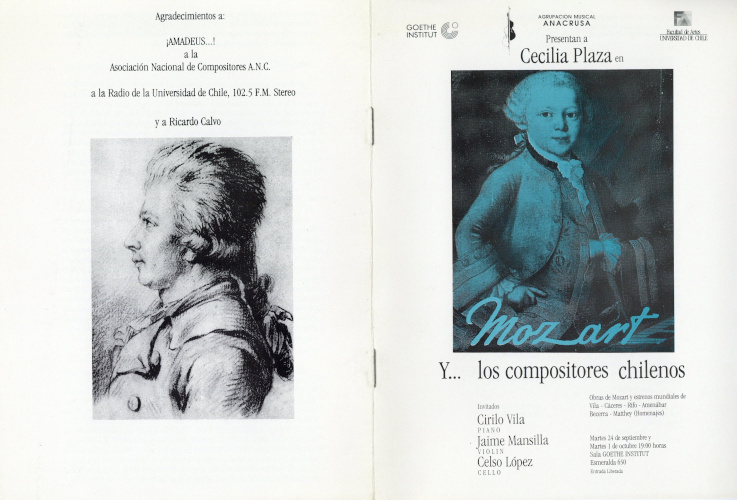 Agradecimientos a:
¡AMADEUS...!
a la
Asociación Nacional de Compositores A.N.C.
a la Radio de la Universidad de Chile, 102.5 F.M. Stereo
y a Ricardo Calvo
GOETHE
INSTITUT
AGRUPACION MUSICAL
ANACRUSA
Facultad de Artes
UNIVERSIDAD DE CHILE
Presentan a
Cecilia Plaza en
Mozart
Y... los compositores chilenos
Invitados
Cirilo Vila
PIANO
Jaime Mansilla
VIOLIN
Celso López
CELLO
Obras de Mozart y estrenos mundiales de
Vila - Cáceres - Rifo - Amenábar
Becerra - Matthey (Homenajes)
Martes 24 de septiembre y
Martes 1 de octubre 19:00 horas
Sala GOETHE INSTITUT
Esmeralda 650
Entrada Liberada